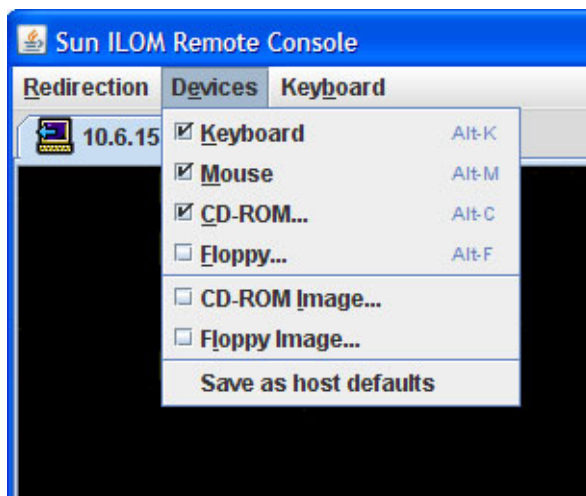 Sun ILOM Remote Console
Redirection Devices Keyboard
10.6.15
Keyboard Alt-K
Mouse Alt-M
CD-ROM... Alt-C
Floppy... Alt-F
CD-ROM Image...
Floppy Image...
Save as host defaults